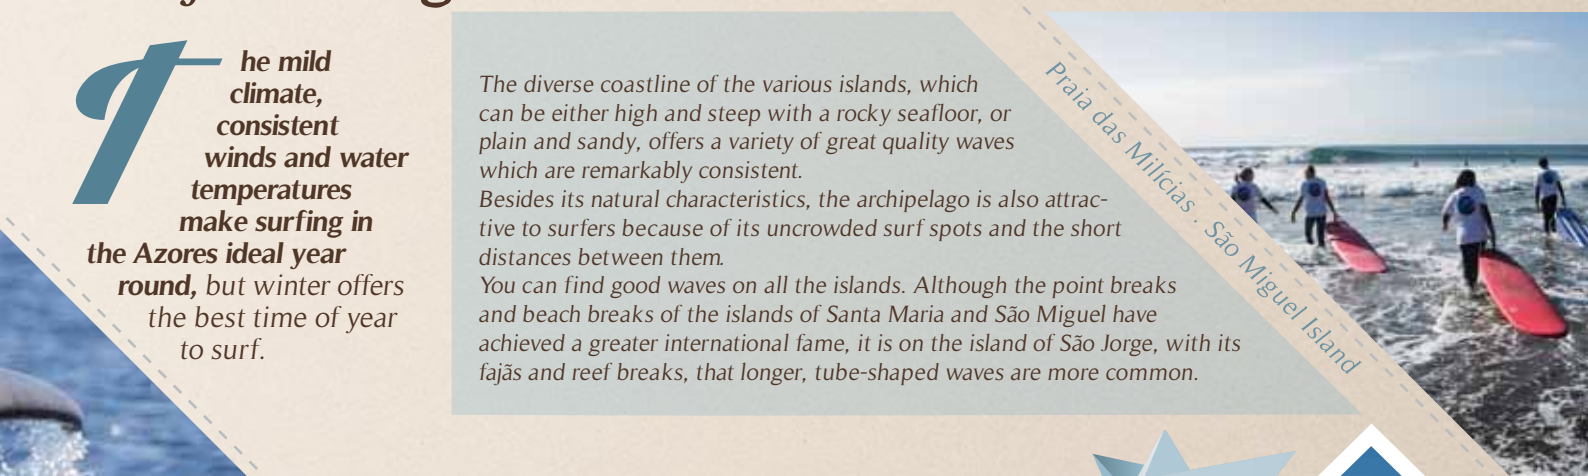 The mild
climate,
consistent
winds and water
temperatures
make surfing in
the Azores ideal year
round, but winter offers
the best time of year
to surf.
The diverse coastline of the various islands, which
can be either high and steep with a rocky seafloor, or
plain and sandy, offers a variety of great quality waves
which are remarkably consistent.
Besides its natural characteristics, the archipelago is also attrac-
tive to surfers because of its uncrowded surf spots and the short
distances between them.
You can find good waves on all the islands. Although the point breaks
and beach breaks of the islands of Santa Maria and São Miguel have
achieved a greater international fame, it is on the island of São Jorge, with its
fajãs and reef breaks, that longer, tube-shaped waves are more common.
Praia das Milícias . São Miguel Island